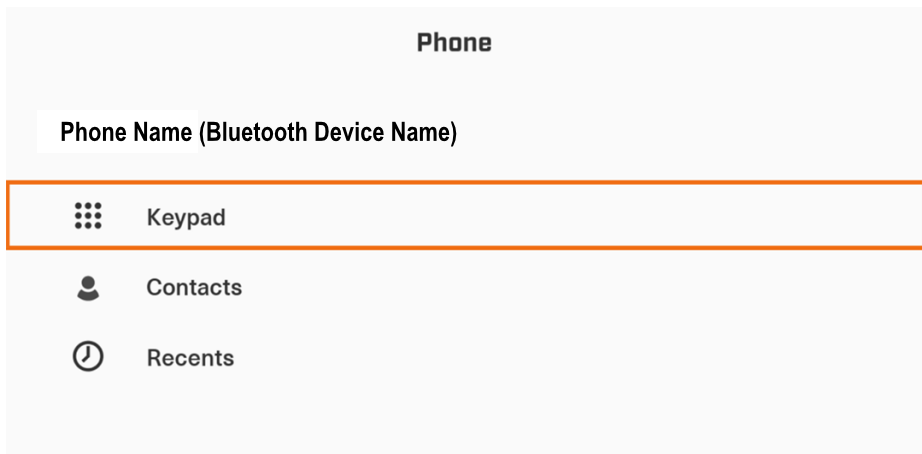 Phone
Phone Name (Bluetooth Device Name)
Keypad
Contacts
Recents